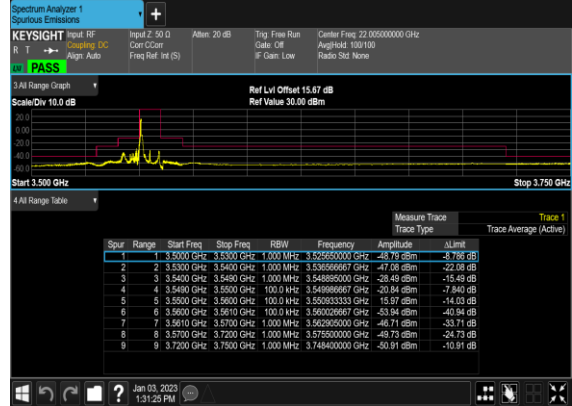 Spectrum Analyzer 1
Spurious Emissions
KEYSIGHT Input: RF Input Z: 50 Ω Atten: 20 dB Trig: Free Run Center Freq: 22.005000000 GHz
R T Coupling: DC Corr CCorr Gate: Off Avg|Hold: 100/100
Align: Auto Freq Ref: Int (S) IF Gain: Low Radio Std: None
PASS
3 All Range Graph
Ref Lvl Offset 15.67 dB
Scale/Div 10.0 dB Ref Value 30.00 dBm
20.0
0.00
-20.0
-40.0
-60.0
Start 3.500 GHz Stop 3.750 GHz
4 All Range Table
Measure Trace Trace 1
Trace Type Trace Average (Active)
Spur Range Start Freq Stop Freq RBW Frequency Amplitude ΔLimit
1 1 3.5000 GHz 3.5300 GHz 1.000 MHz 3.525650000 GHz -48.79 dBm -8.786 dB
2 2 3.5300 GHz 3.5400 GHz 1.000 MHz 3.536566667 GHz -47.08 dBm -22.08 dB
3 3 3.5400 GHz 3.5490 GHz 1.000 MHz 3.548895000 GHz -28.49 dBm -15.49 dB
4 4 3.5490 GHz 3.5500 GHz 100.0 kHz 3.549986667 GHz -20.84 dBm -7.840 dB
5 5 3.5500 GHz 3.5600 GHz 100.0 kHz 3.550933333 GHz 15.97 dBm -14.03 dB
6 6 3.5600 GHz 3.5610 GHz 100.0 kHz 3.560026667 GHz -53.94 dBm -40.94 dB
7 7 3.5610 GHz 3.5700 GHz 1.000 MHz 3.562905000 GHz -46.71 dBm -33.71 dB
8 8 3.5700 GHz 3.7200 GHz 1.000 MHz 3.575500000 GHz -49.73 dBm -24.73 dB
9 9 3.7200 GHz 3.7500 GHz 1.000 MHz 3.748400000 GHz -50.91 dBm -10.91 dB
Jan 03, 2023
1:31:25 PM